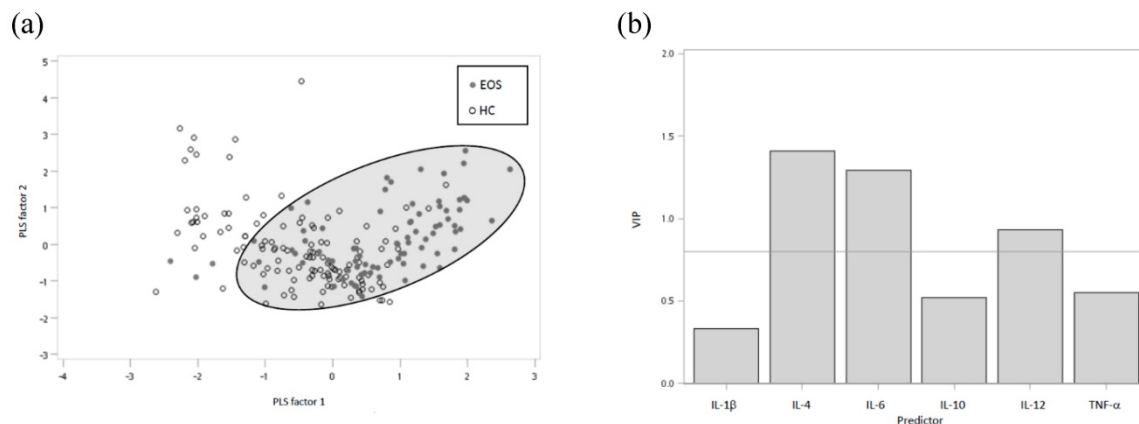 (a)
5
4
3
2
1
0
-1
-2
-3
PLS factor 2
EOS
HC
-4 -3 -2 -1 0 1 2 3
PLS factor 1
(b)
2.0
1.5
1.0
0.5
0.0
VIP
IL-1β IL-4 IL-6 IL-10 IL-12 TNF-α
Predictor